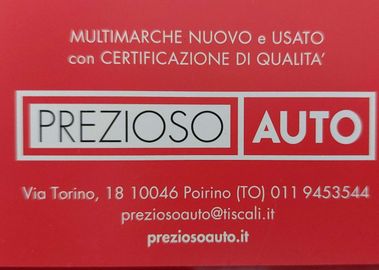 MULTIMARCHE NUOVO e USATO
con CERTIFICAZIONE DI QUALITA'
PREZIOSO AUTO
Via Torino, 18 10046 Poirino (TO) 011 9453544
preziosoauto@tiscali.it
preziosoauto.it